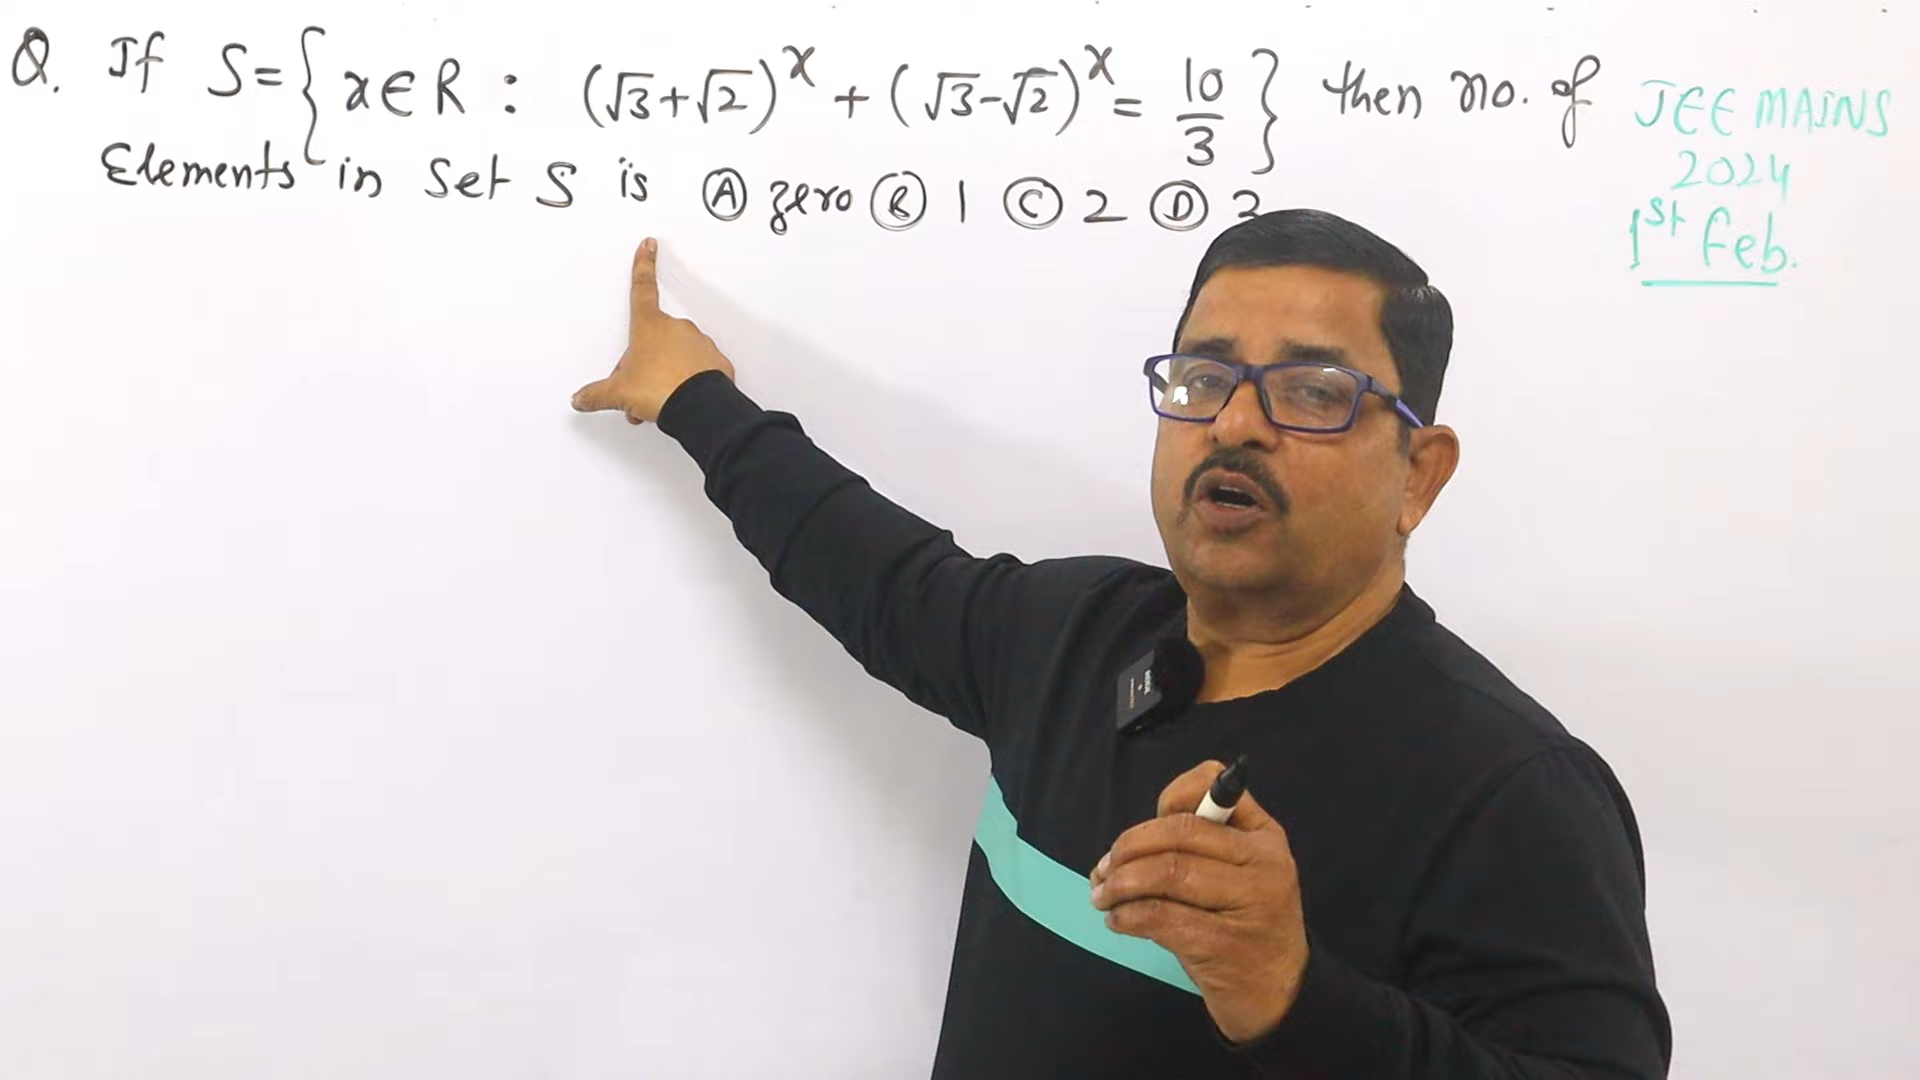 Q. If S = { x ∈ R : (√3+√2)^x + (√3-√2)^x = 10/3 } then no. of
Elements in Set S is Ⓐ zero Ⓑ 1 Ⓒ 2 Ⓓ
JEE MAINS
2024
1st Feb.